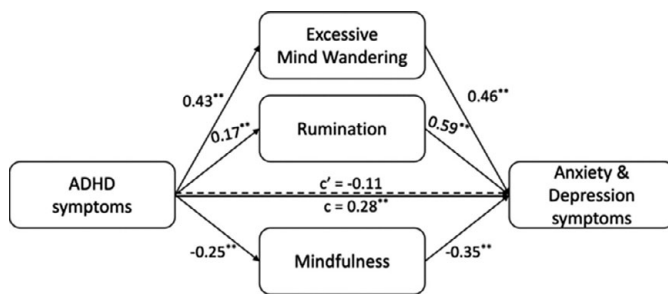 Excessive
Mind Wandering
0.43**
0.46**
0.17**
Rumination
0.59**
ADHD
symptoms
c' = -0.11
c = 0.28**
Anxiety &
Depression
symptoms
-0.25**
Mindfulness
-0.35**